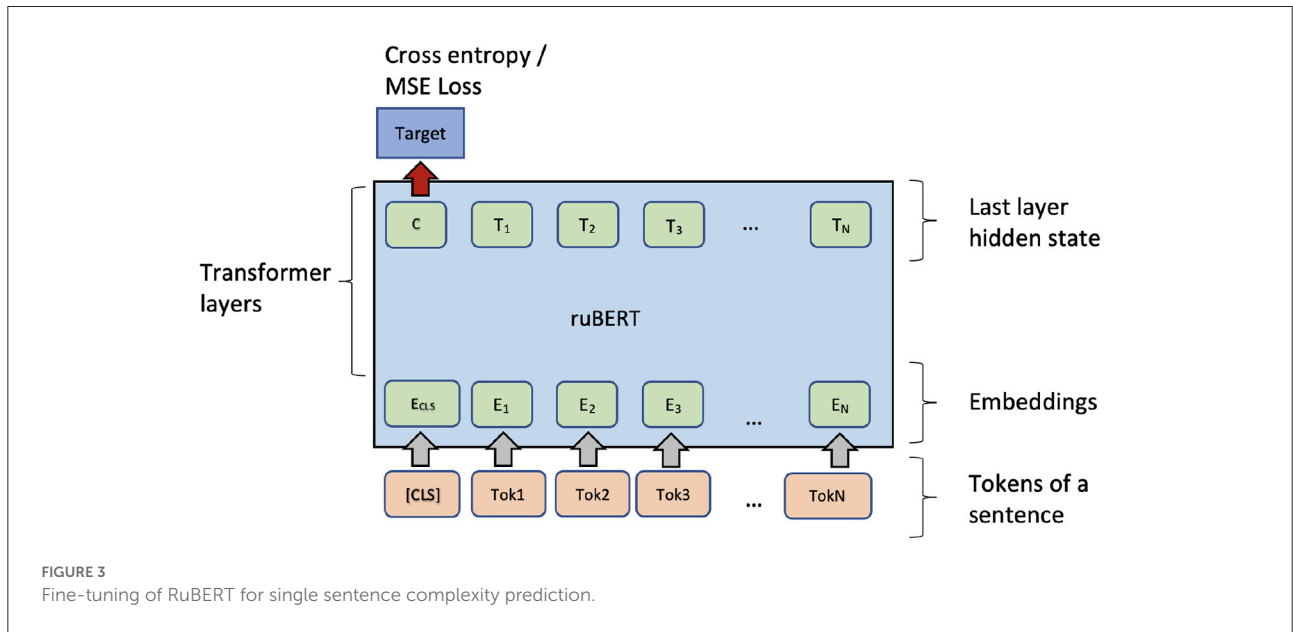 Cross entropy /
MSE Loss
Target
C T1 T2 T3 ... TN
Last layer
hidden state
Transformer
layers
ruBERT
ECLS E1 E2 E3 ... EN
Embeddings
[CLS] Tok1 Tok2 Tok3 ... TokN
Tokens of a
sentence
FIGURE 3
Fine-tuning of RuBERT for single sentence complexity prediction.